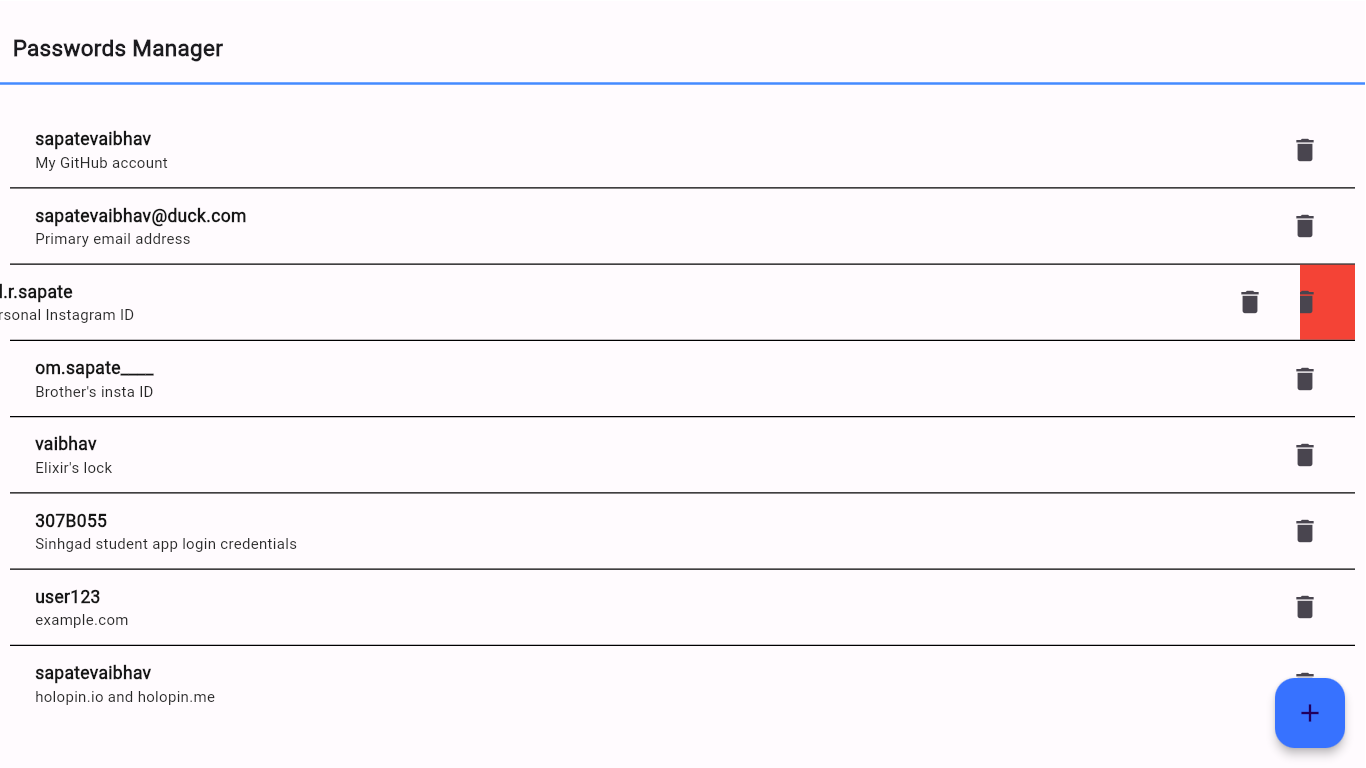 Passwords Manager
sapatevaibhav
My GitHub account
sapatevaibhav@duck.com
Primary email address
.r.sapate
Instagram ID
om.sapate____
Brother's insta ID
vaibhav
Elixir's lock
307B055
Sinhgad student app login credentials
user123
example.com
sapatevaibhav
holopin.io and holopin.me